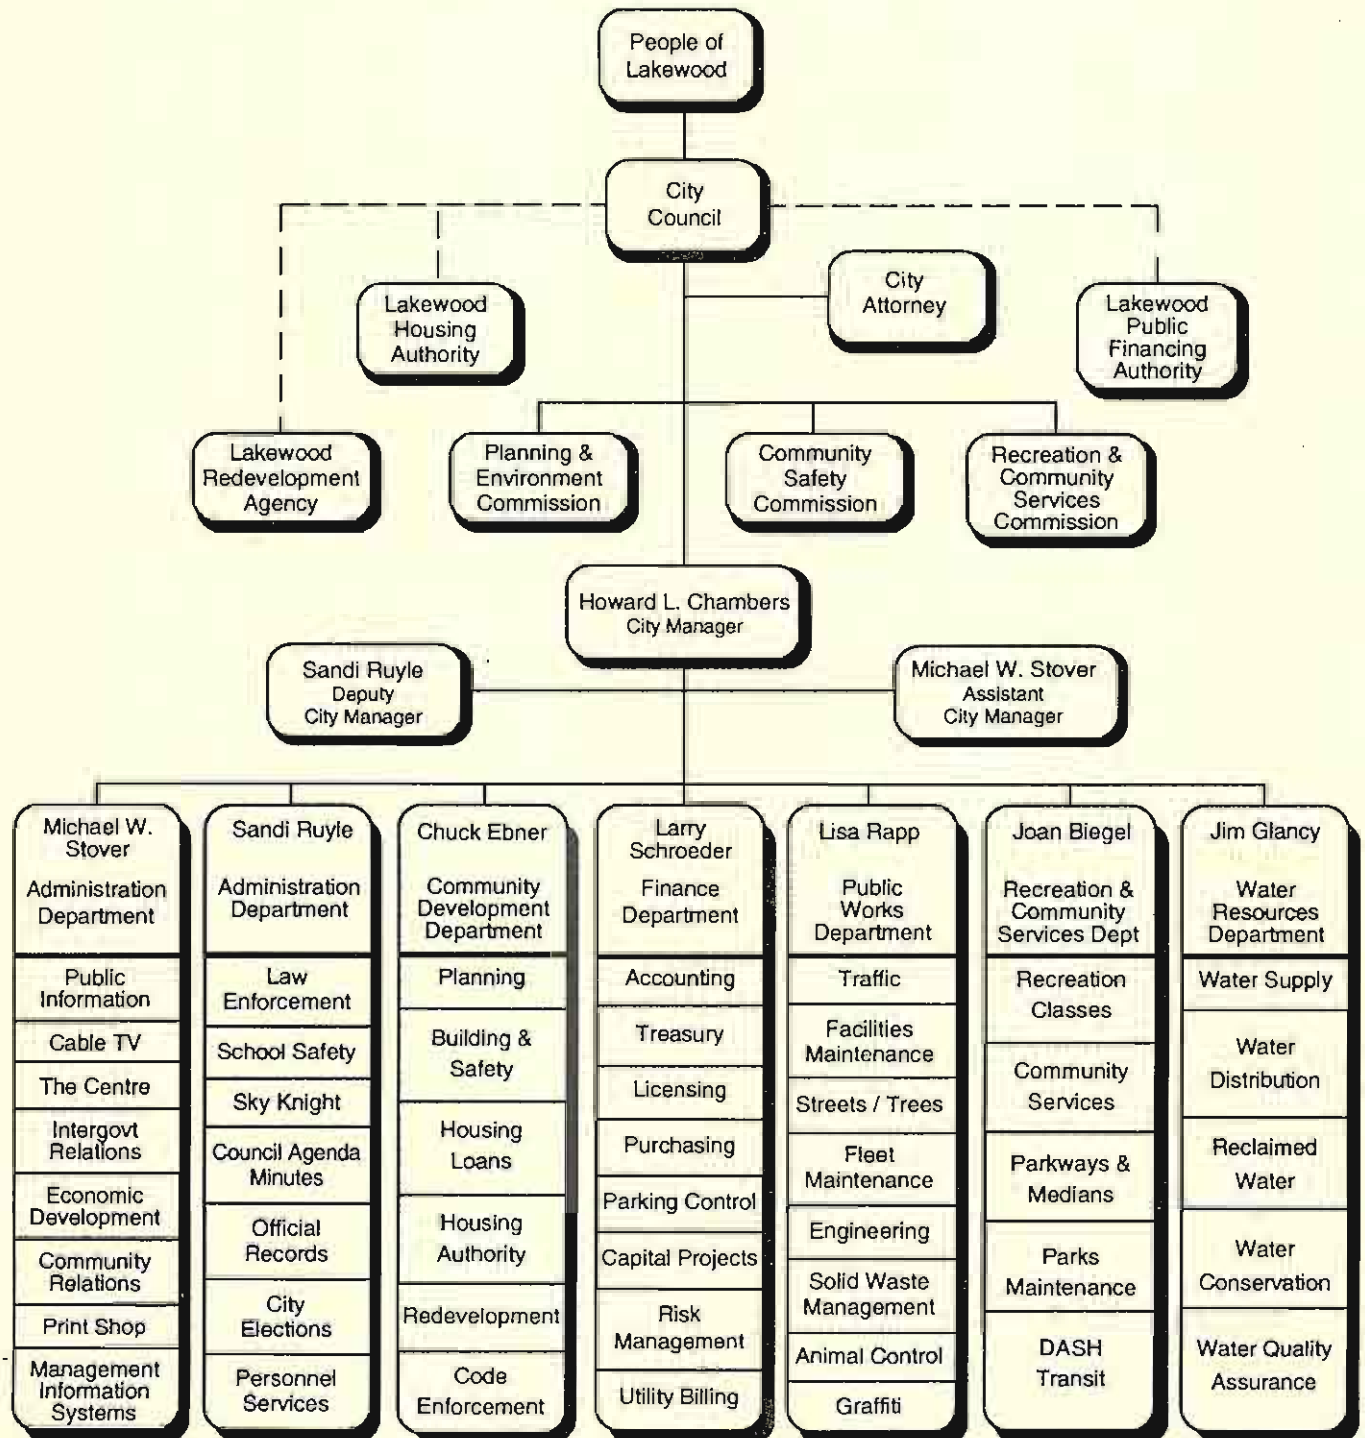 People of
Lakewood
City
Council
City
Attorney
Lakewood
Housing
Authority
Lakewood
Public
Financing
Authority
Lakewood
Redevelopment
Agency
Planning &
Environment
Commission
Community
Safety
Commission
Recreation &
Community
Services
Commission
Howard L. Chambers
City Manager
Sandi Ruyle
Deputy
City Manager
Michael W. Stover
Assistant
City Manager
Michael W.
Stover
Administration
Department
Public
Information
Cable TV
The Centre
Intergovt
Relations
Economic
Development
Community
Relations
Print Shop
Management
Information
Systems
Sandi Ruyle
Administration
Department
Law
Enforcement
School Safety
Sky Knight
Council Agenda
Minutes
Official
Records
City
Elections
Personnel
Services
Chuck Ebner
Community
Development
Department
Planning
Building &
Safety
Housing
Loans
Housing
Authority
Redevelopment
Code
Enforcement
Larry
Schroeder
Finance
Department
Accounting
Treasury
Licensing
Purchasing
Parking Control
Capital Projects
Risk
Management
Utility Billing
Lisa Rapp
Public
Works
Department
Traffic
Facilities
Maintenance
Streets / Trees
Fleet
Maintenance
Engineering
Solid Waste
Management
Animal Control
Graffiti
Joan Biegel
Recreation &
Community
Services Dept
Recreation
Classes
Community
Services
Parkways &
Medians
Parks
Maintenance
DASH
Transit
Jim Glancy
Water
Resources
Department
Water Supply
Water
Distribution
Reclaimed
Water
Water
Conservation
Water Quality
Assurance